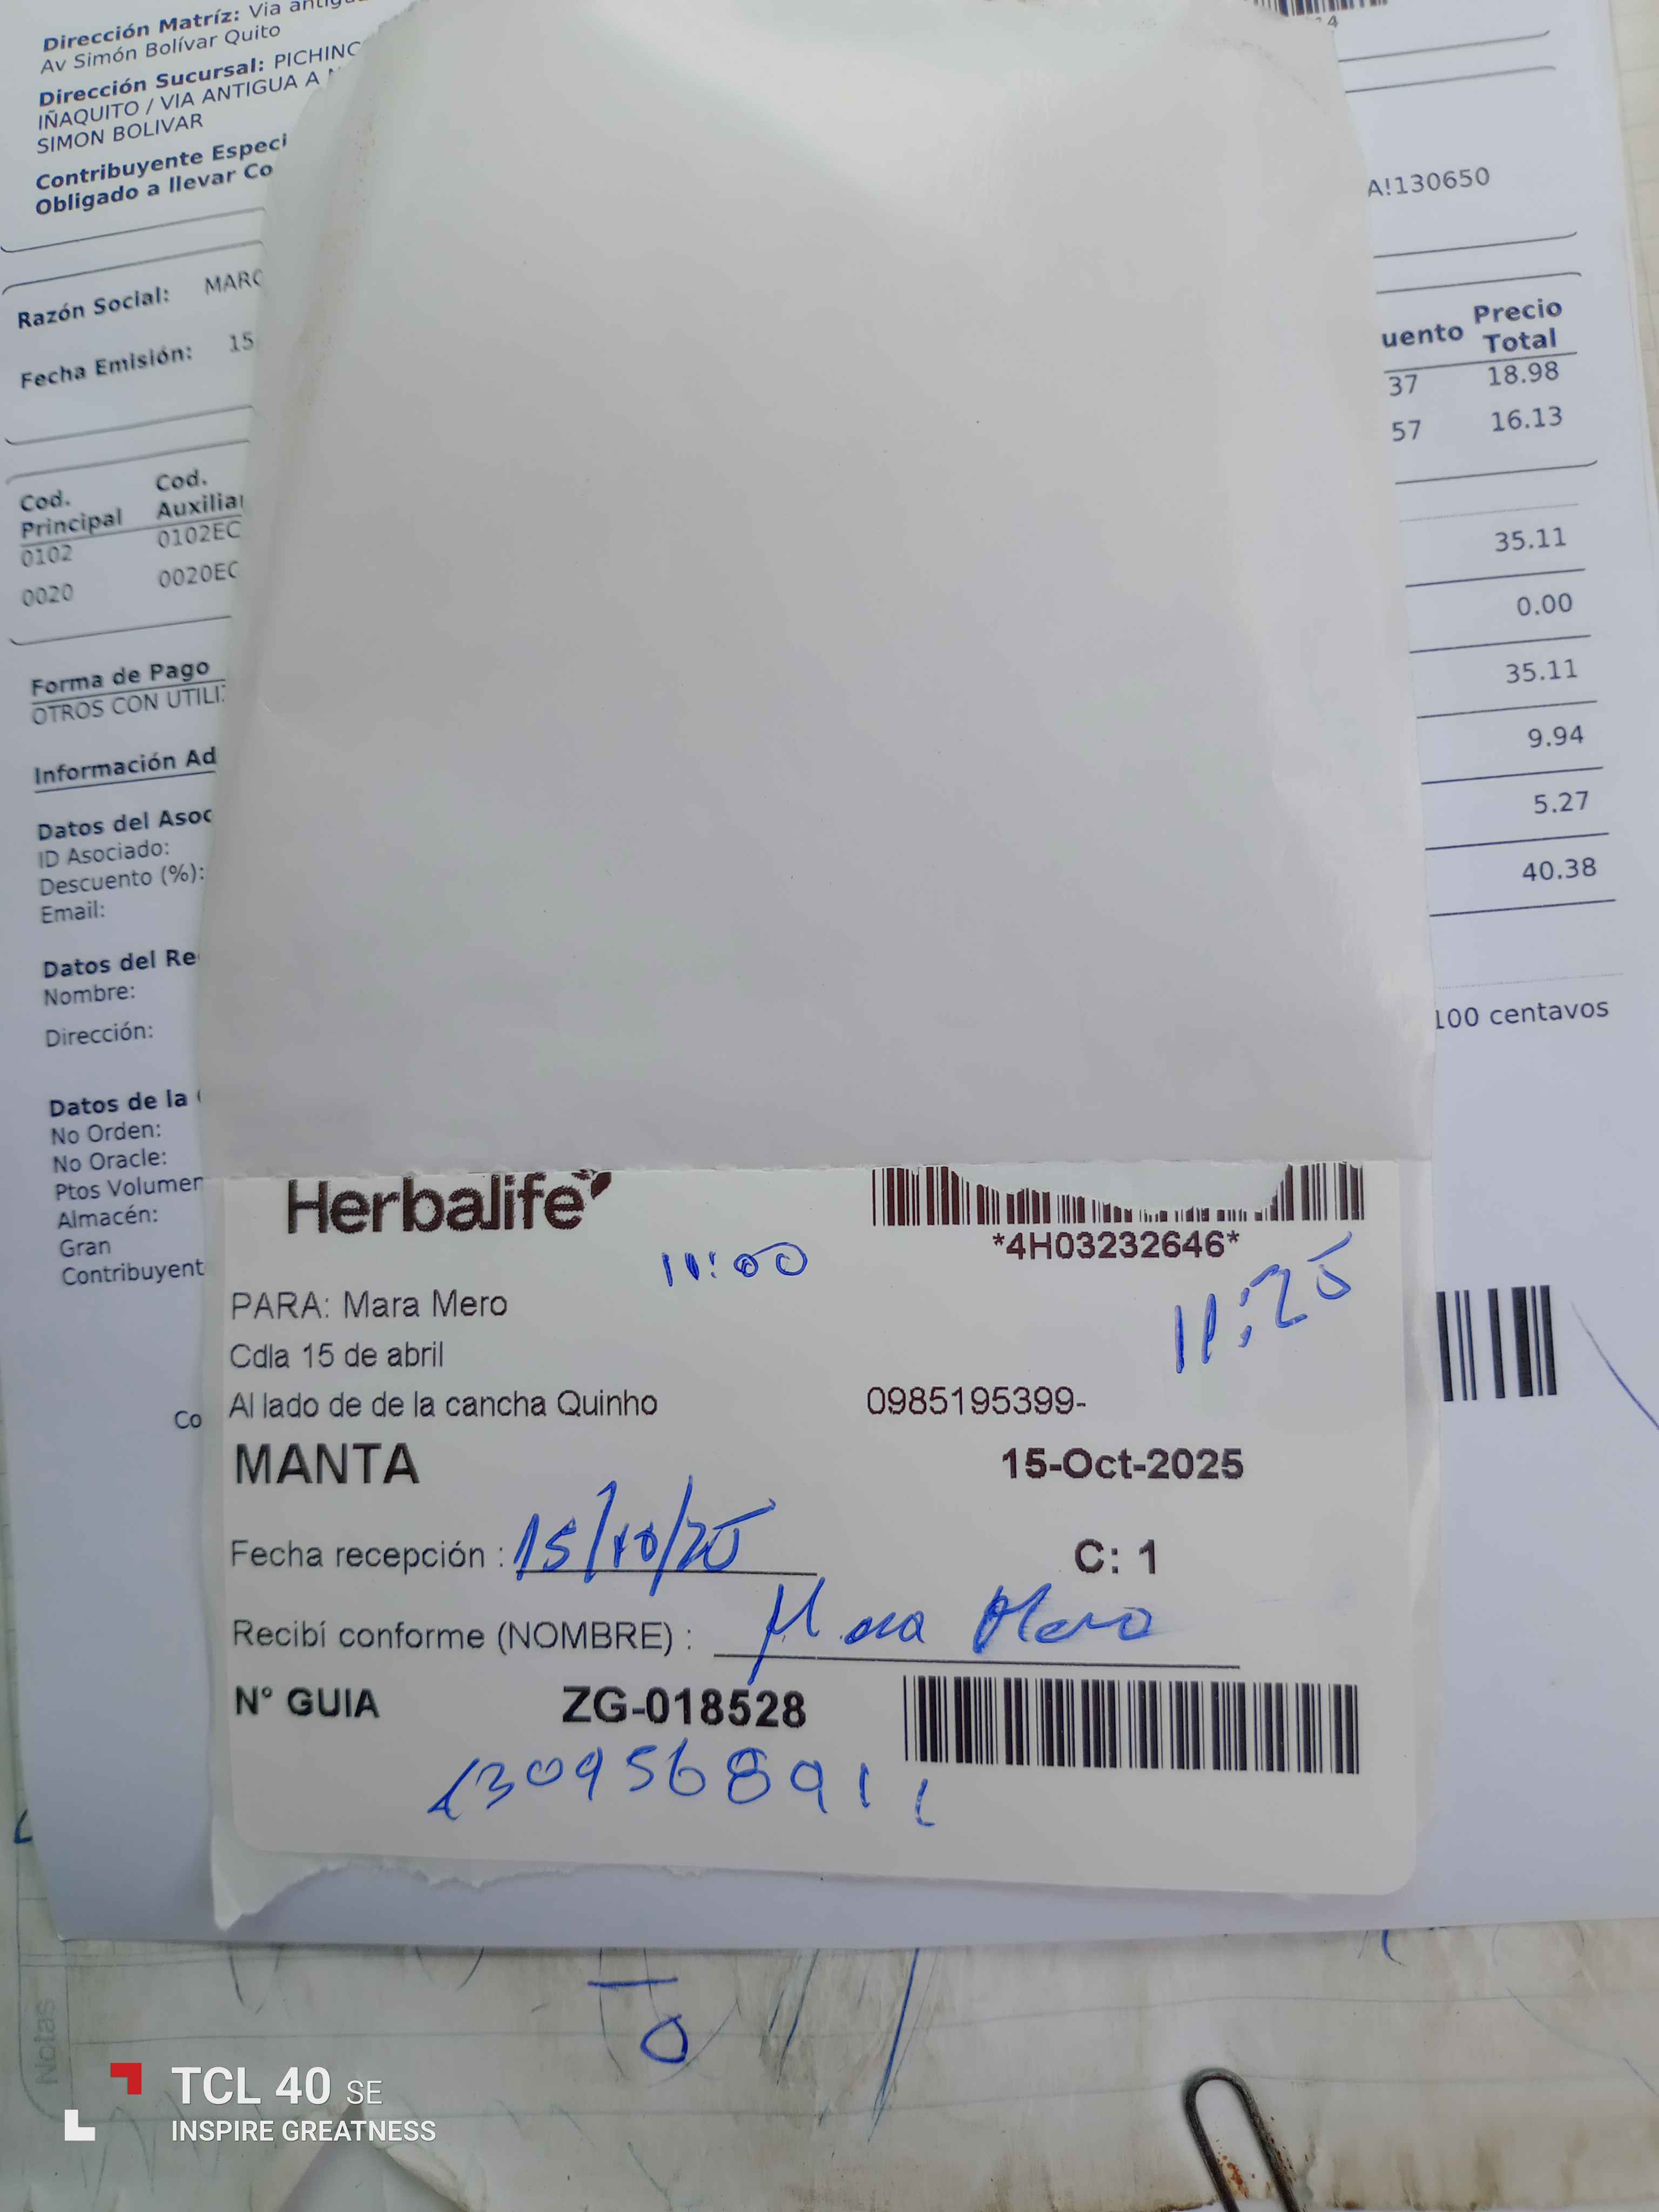 Dirección Matríz: Via antigu
Av Simón Bolívar Quito
Dirección Sucursal: PICHINC
IÑAQUITO / VIA ANTIGUA A
SIMON BOLIVAR
Contribuyente Especi
Obligado a llevar Co
A!130650
Razón Social: MARC
Fecha Emisión: 15
uento Precio Total
37 18.98
57 16.13
Cod. Principal Cod. Auxiliar
0102 0102EC
0020 0020EC
35.11
0.00
35.11
9.94
5.27
40.38
100 centavos
Forma de Pago
OTROS CON UTILI
Información Ad
Datos del Asoc
ID Asociado:
Descuento (%):
Email:
Datos del Re
Nombre:
Dirección:
Datos de la
No Orden:
No Oracle:
Ptos Volumen
Almacén:
Gran
Contribuyent
Co
Herbalife
*4H03232646*
11:00
11:25
PARA: Mara Mero
Cdla 15 de abril
Al lado de de la cancha Quinho 0985195399-
MANTA 15-Oct-2025
Fecha recepción : 15/10/25 C: 1
Recibí conforme (NOMBRE) : Mara Mero
N° GUIA ZG-018528
1309568911
Notas
TCL 40 SE
INSPIRE GREATNESS